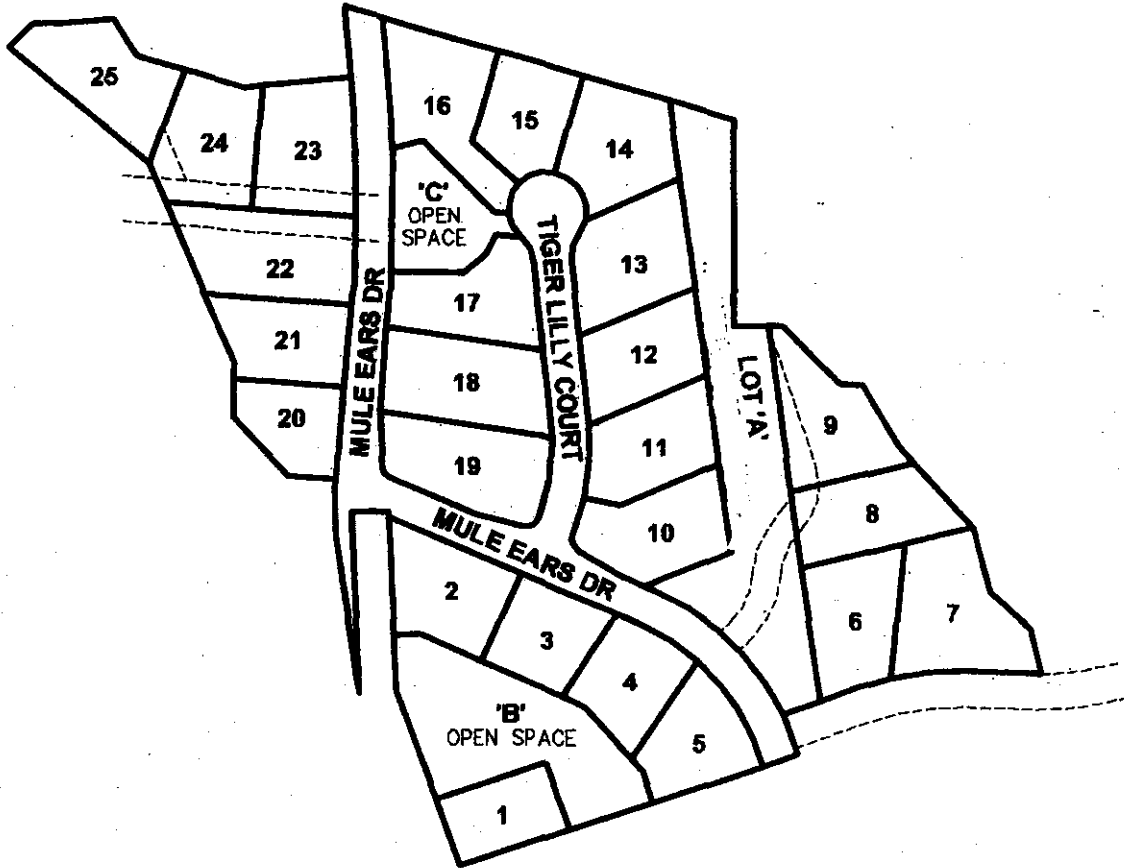 25
24
23
16
15
14
'C'
OPEN
SPACE
TIGER LILLY COURT
13
22
17
MULE EARS DR
21
12
18
LOT 'A'
20
11
19
9
8
10
MULE EARS DR
2
3
4
6
7
'B'
OPEN SPACE
5
1